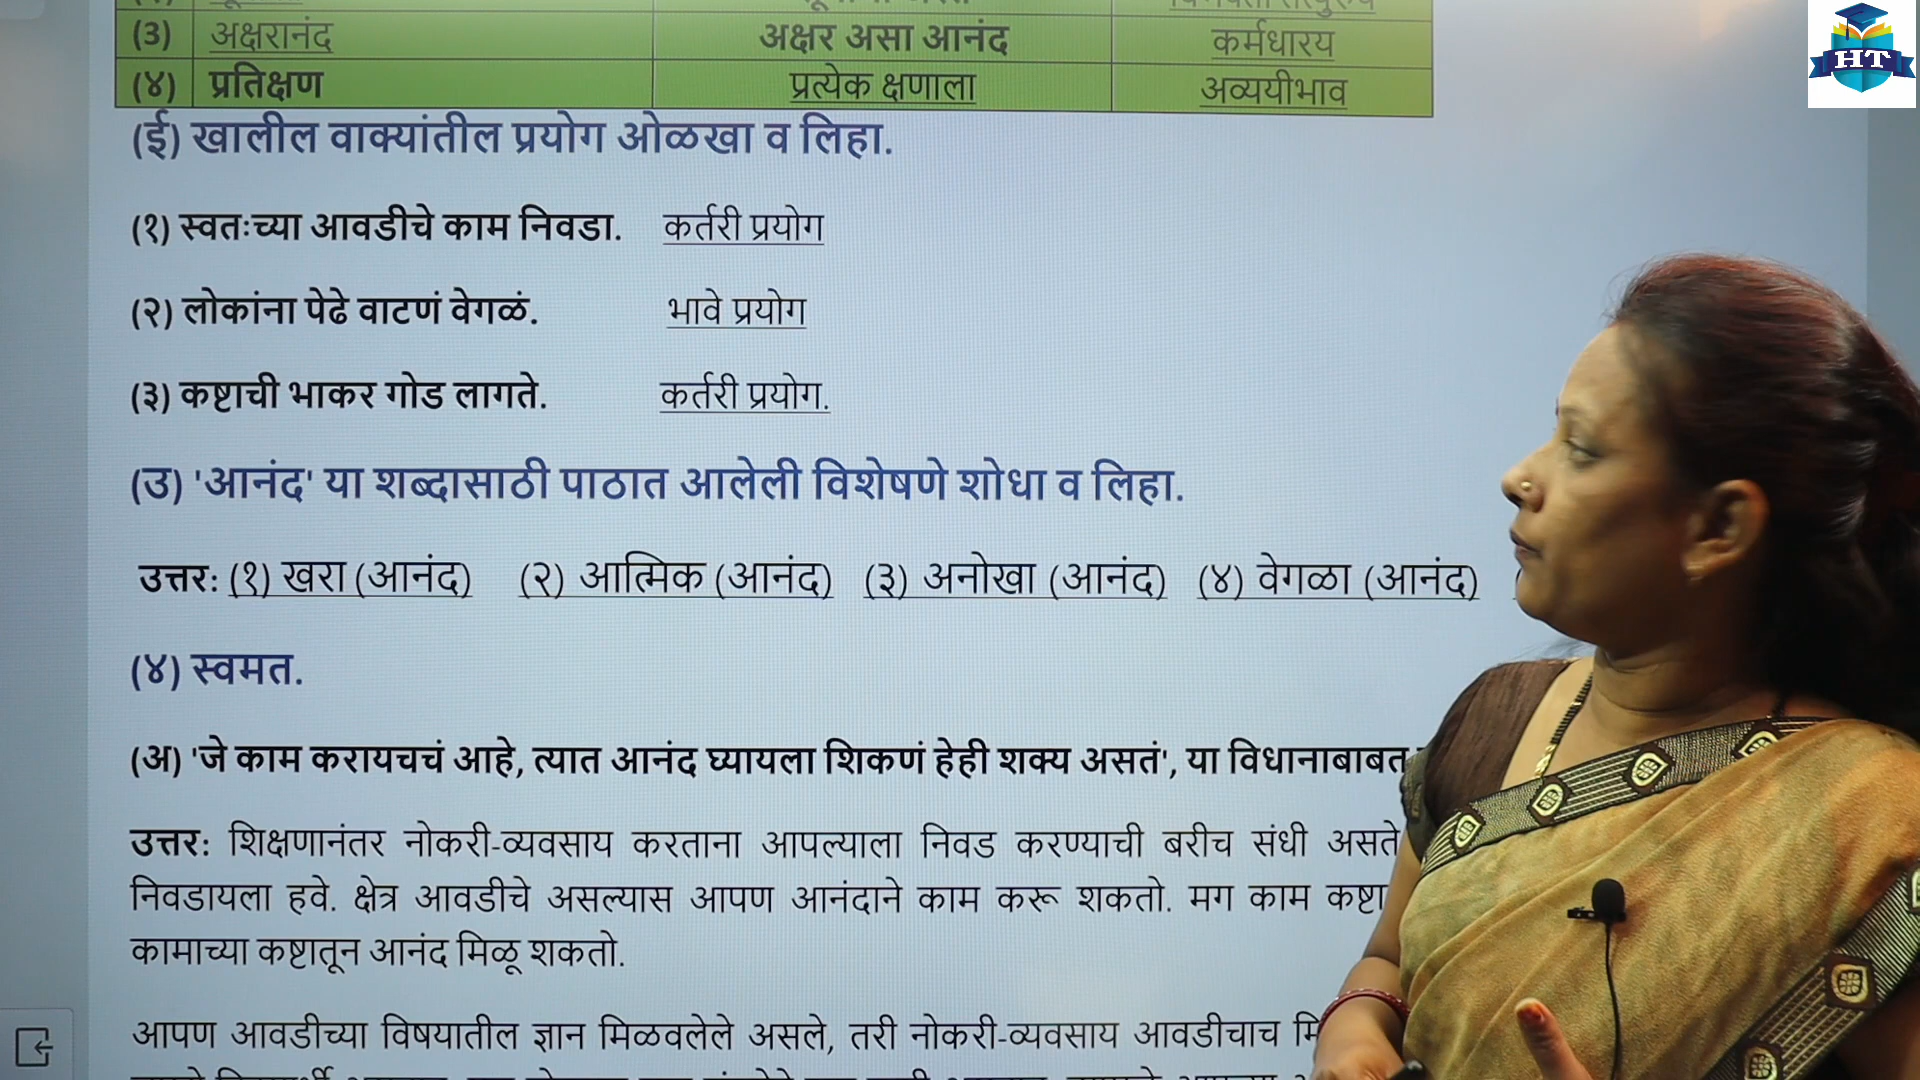 (3) अक्षरानंद अक्षर असा आनंद कर्मधारय
(४) प्रतिक्षण प्रत्येक क्षणाला अव्ययीभाव
HT
(ई) खालील वाक्यांतील प्रयोग ओळखा व लिहा.
(१) स्वतःच्या आवडीचे काम निवडा. कर्तरी प्रयोग
(२) लोकांना पेढे वाटणं वेगळं. भावे प्रयोग
(३) कष्टाची भाकर गोड लागते. कर्तरी प्रयोग.
(उ) 'आनंद' या शब्दासाठी पाठात आलेली विशेषणे शोधा व लिहा.
उत्तर: (१) खरा (आनंद) (२) आत्मिक (आनंद) (३) अनोखा (आनंद) (४) वेगळा (आनंद)
(४) स्वमत.
(अ) 'जे काम करायचचं आहे, त्यात आनंद घ्यायला शिकणं हेही शक्य असतं', या विधानाबाबत
उत्तर: शिक्षणानंतर नोकरी-व्यवसाय करताना आपल्याला निवड करण्याची बरीच संधी असते
निवडायला हवे. क्षेत्र आवडीचे असल्यास आपण आनंदाने काम करू शकतो. मग काम कष्टा
कामाच्या कष्टातून आनंद मिळू शकतो.
आपण आवडीच्या विषयातील ज्ञान मिळवलेले असले, तरी नोकरी-व्यवसाय आवडीचाच